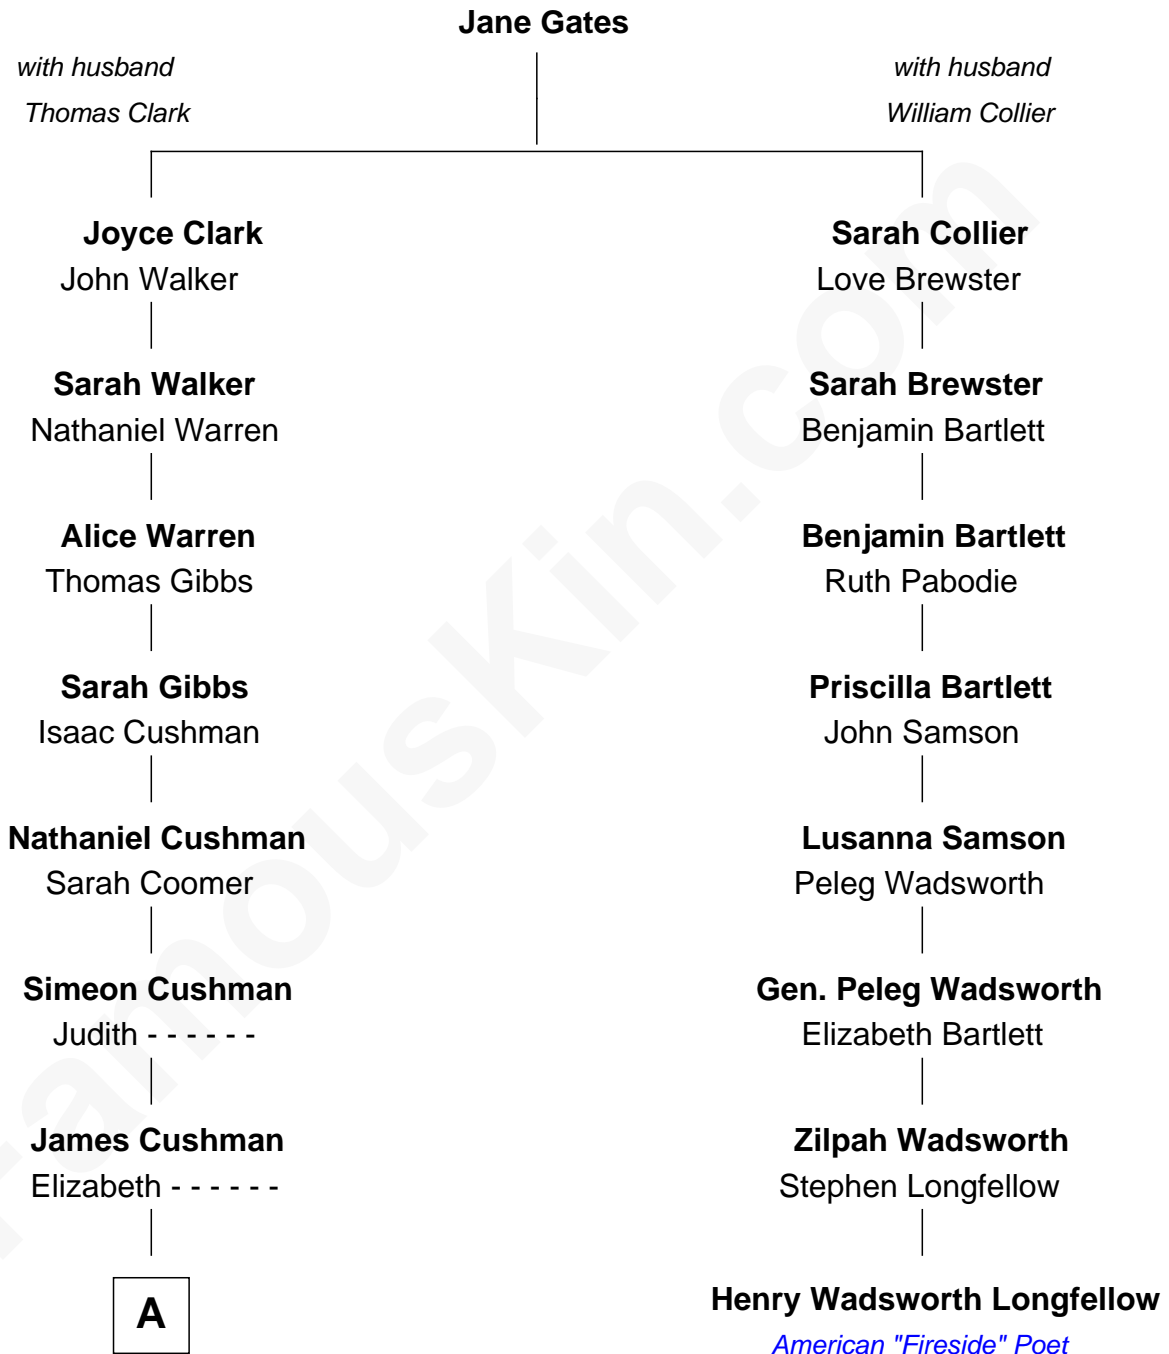 Jane Gates
with husband
Thomas Clark
with husband
William Collier
Joyce Clark
John Walker
Sarah Walker
Nathaniel Warren
Alice Warren
Thomas Gibbs
Sarah Gibbs
Isaac Cushman
Nathaniel Cushman
Sarah Coomer
Simeon Cushman
Judith - - - - - -
James Cushman
Elizabeth - - - - - -
A
Sarah Collier
Love Brewster
Sarah Brewster
Benjamin Bartlett
Benjamin Bartlett
Ruth Pabodie
Priscilla Bartlett
John Samson
Lusanna Samson
Peleg Wadsworth
Gen. Peleg Wadsworth
Elizabeth Bartlett
Zilpah Wadsworth
Stephen Longfellow
Henry Wadsworth Longfellow
American "Fireside" Poet
FamousKin.com